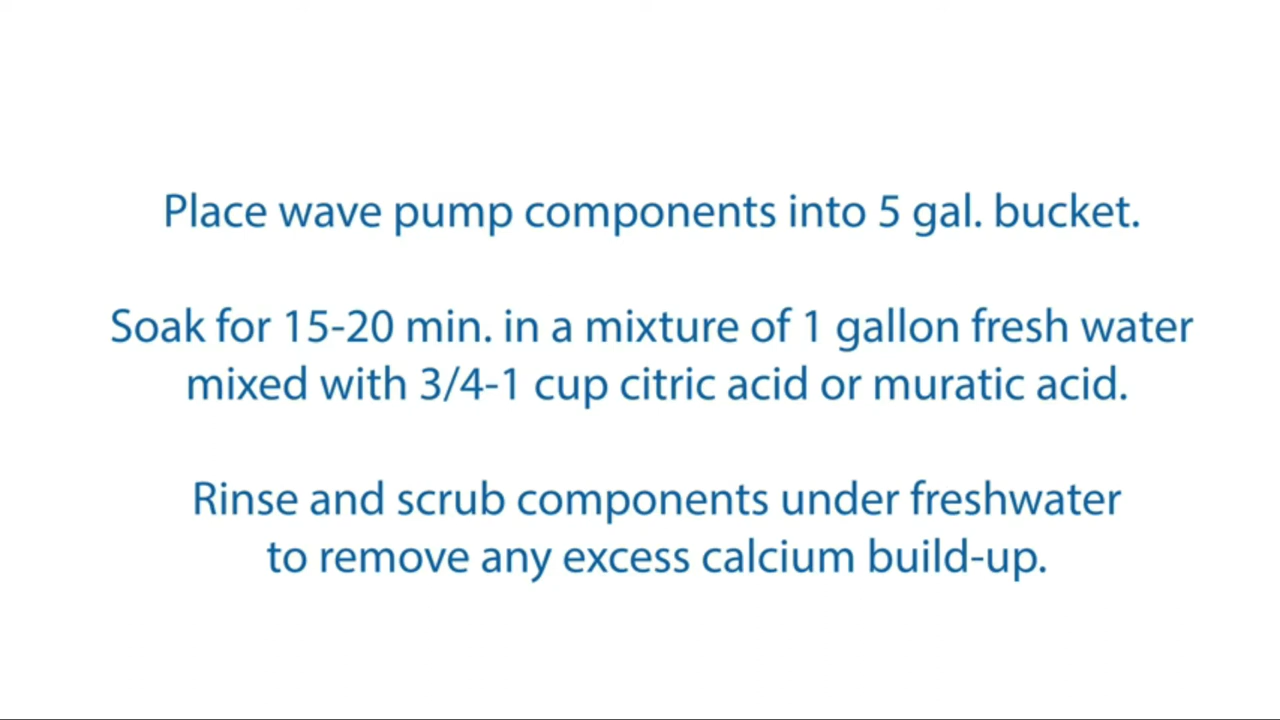 Place wave pump components into 5 gal. bucket.
Soak for 15-20 min. in a mixture of 1 gallon fresh water
mixed with 3/4-1 cup citric acid or muratic acid.
Rinse and scrub components under freshwater
to remove any excess calcium build-up.